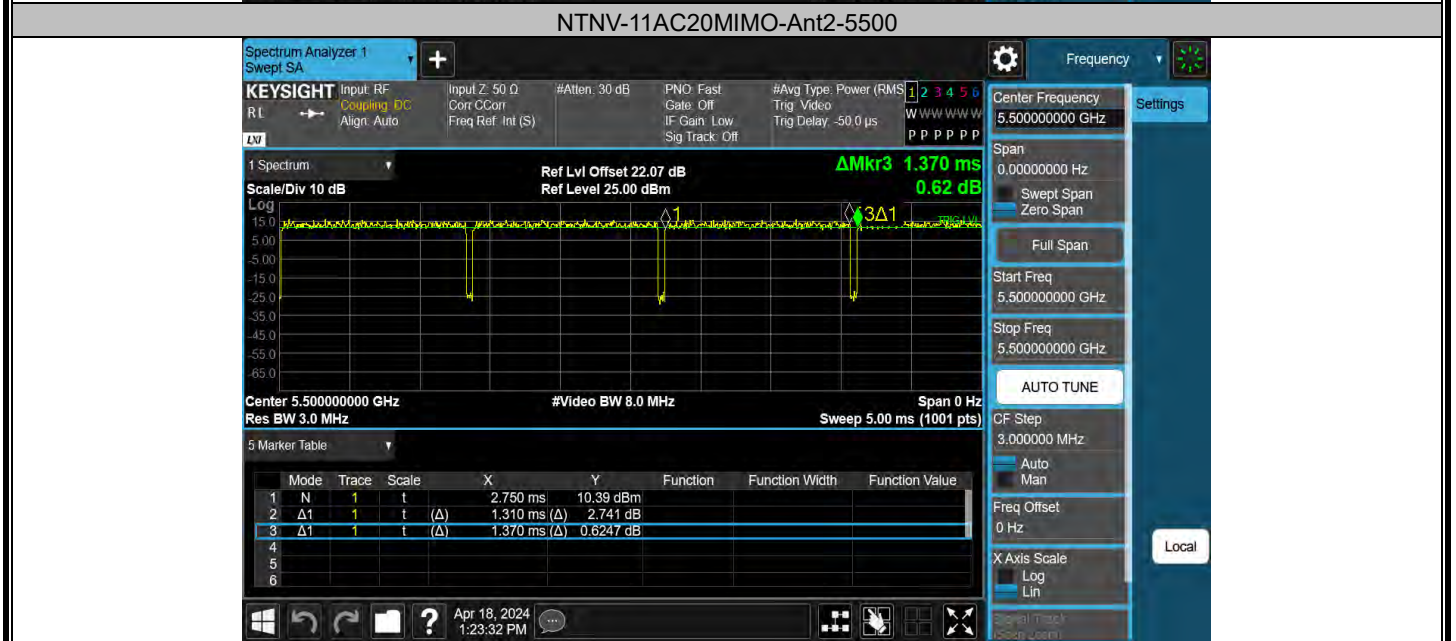 NTNV-11AC20MIMO-Ant2-5500
Spectrum Analyzer 1
Swept SA
+
Frequency
KEYSIGHT Input: RF Input Z: 50 Ω #Atten: 30 dB PNO: Fast #Avg Type: Power (RMS 1 2 3 4 5 6
RL Coupling: DC Corr CCorr Gate: Off Trig: Video W W W W W W
Align: Auto Freq Ref: Int (S) IF Gain: Low Trig Delay: -50.0 µs
LXI Sig Track: Off P P P P P P
1 Spectrum
Ref Lvl Offset 22.07 dB ΔMkr3 1.370 ms
Scale/Div 10 dB Ref Level 25.00 dBm 0.62 dB
Log
15.0
5.00
-5.00
-15.0
-25.0
-35.0
-45.0
-55.0
-65.0
1
3Δ1
TRIG LVL
Center 5.500000000 GHz #Video BW 8.0 MHz Span 0 Hz
Res BW 3.0 MHz Sweep 5.00 ms (1001 pts)
5 Marker Table
Mode Trace Scale X Y Function Function Width Function Value
1 N 1 t 2.750 ms 10.39 dBm
2 Δ1 1 t (Δ) 1.310 ms (Δ) 2.741 dB
3 Δ1 1 t (Δ) 1.370 ms (Δ) 0.6247 dB
4
5
6
?
Apr 18, 2024
1:23:32 PM
Center Frequency
5.500000000 GHz
Settings
Span
0.00000000 Hz
Swept Span
Zero Span
Full Span
Start Freq
5.500000000 GHz
Stop Freq
5.500000000 GHz
AUTO TUNE
CF Step
3.000000 MHz
Auto
Man
Freq Offset
0 Hz
X Axis Scale
Log
Lin
Local
Signal Track
(Span Zoom)